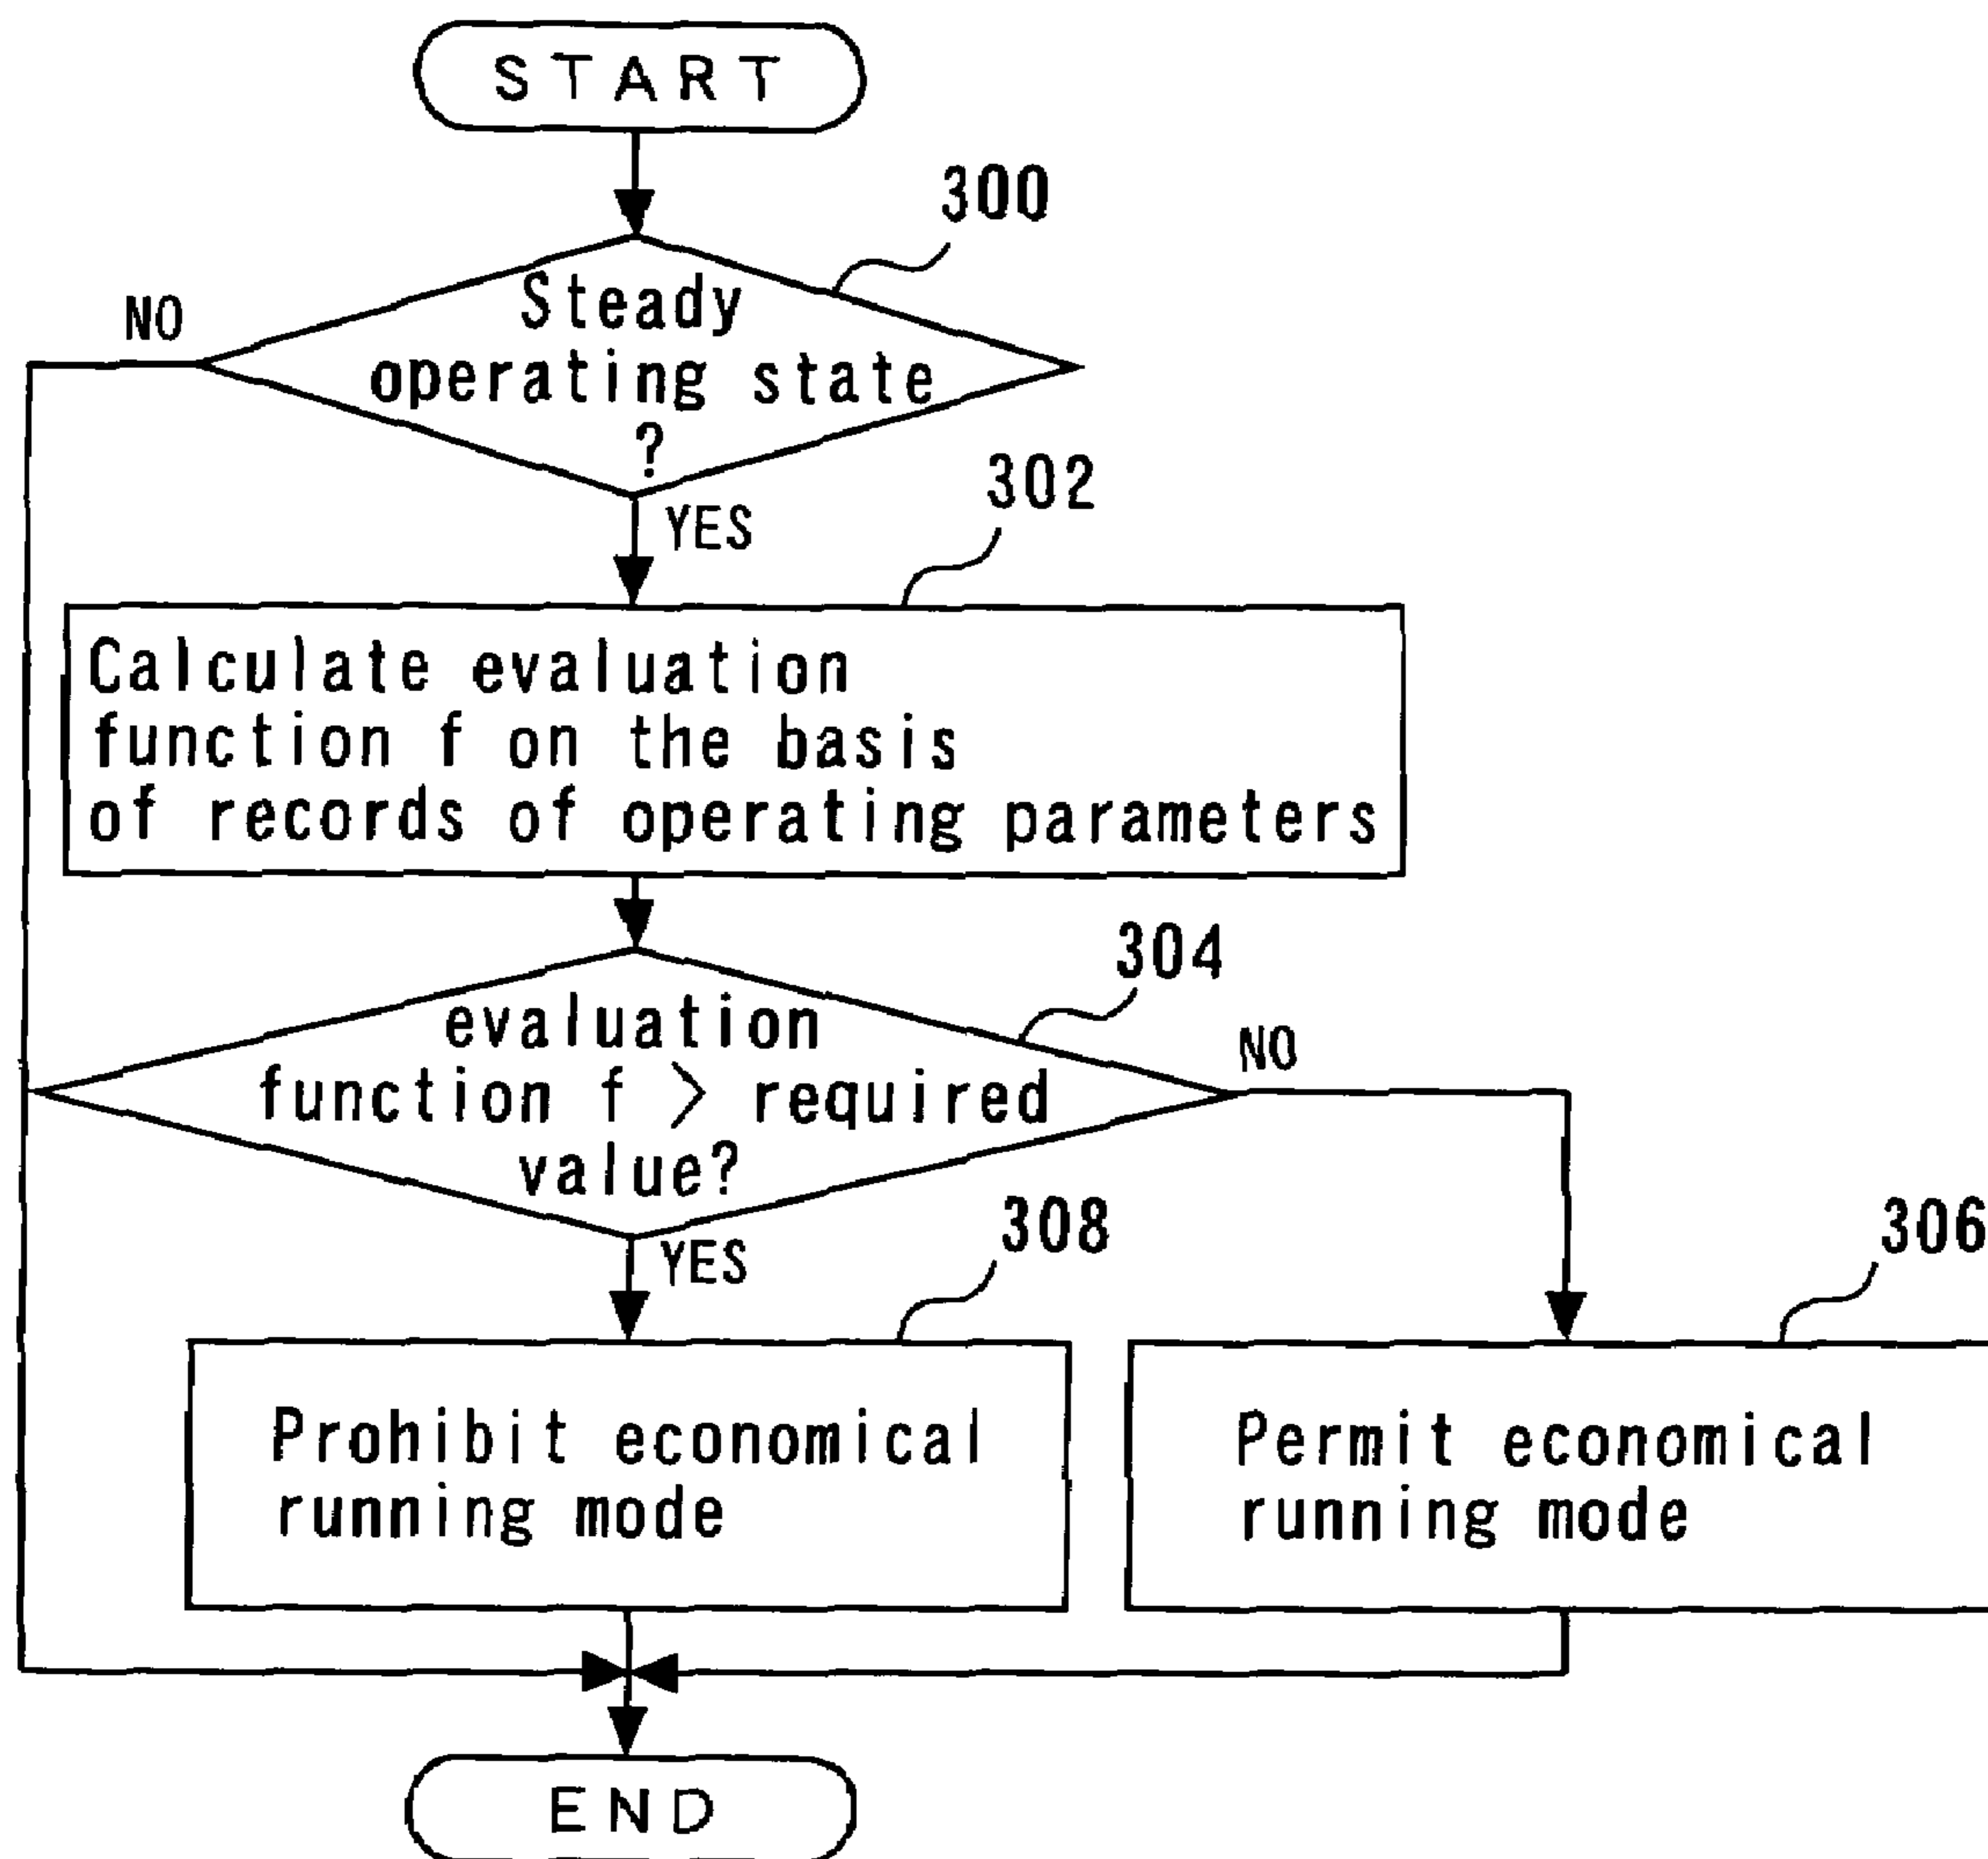 START
300
NO
Steady
operating state
?
302
YES
Calculate evaluation
function f on the basis
of records of operating parameters
304
evaluation
function f > required
value?
NO
308
306
YES
Prohibit economical
running mode
Permit economical
running mode
END